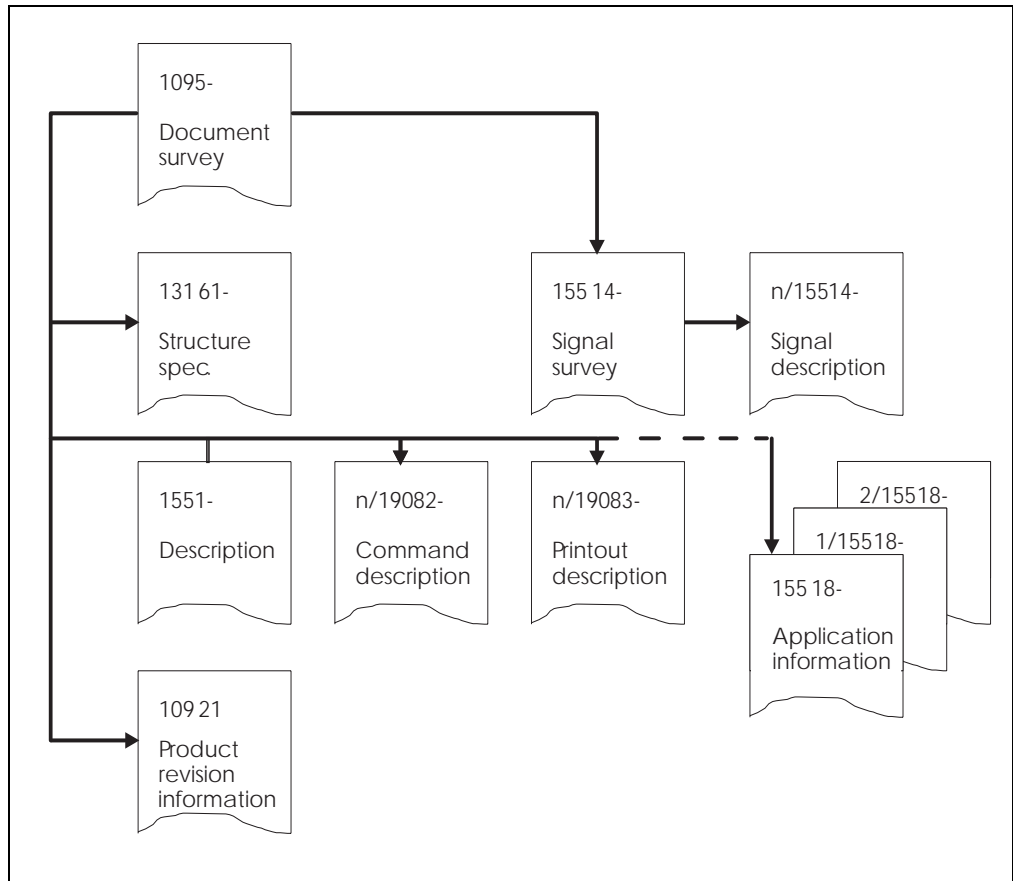 1095-
Document
survey
131 61-
Structure
spec.
155 14-
Signal
survey
n/15514-
Signal
description
1551-
Description
n/19082-
Command
description
n/19083-
Printout
description
2/15518-
1/15518-
155 18-
Application
information
109 21
Product
revision
information